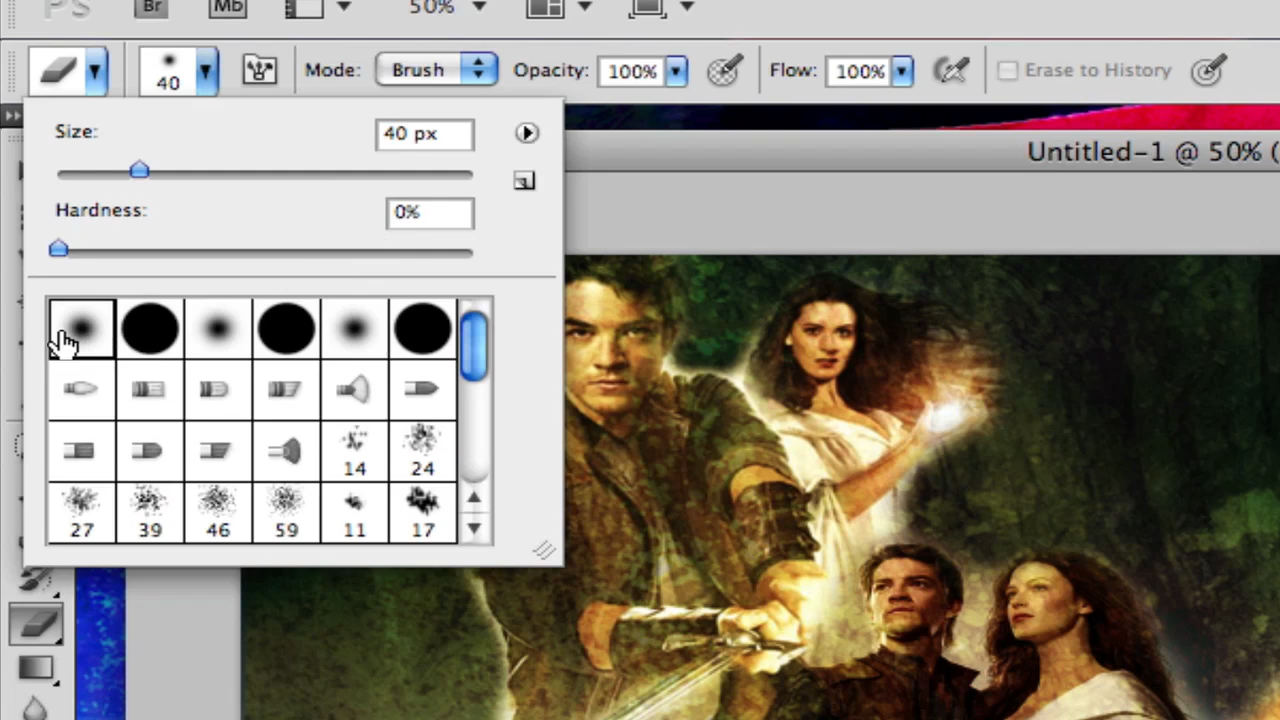 PS Br Mb 50%
40 Mode: Brush Opacity: 100% Flow: 100% Erase to History
Size: 40 px
Untitled-1 @ 50% (
Hardness: 0%
14 24
27 39 46 59 11 17